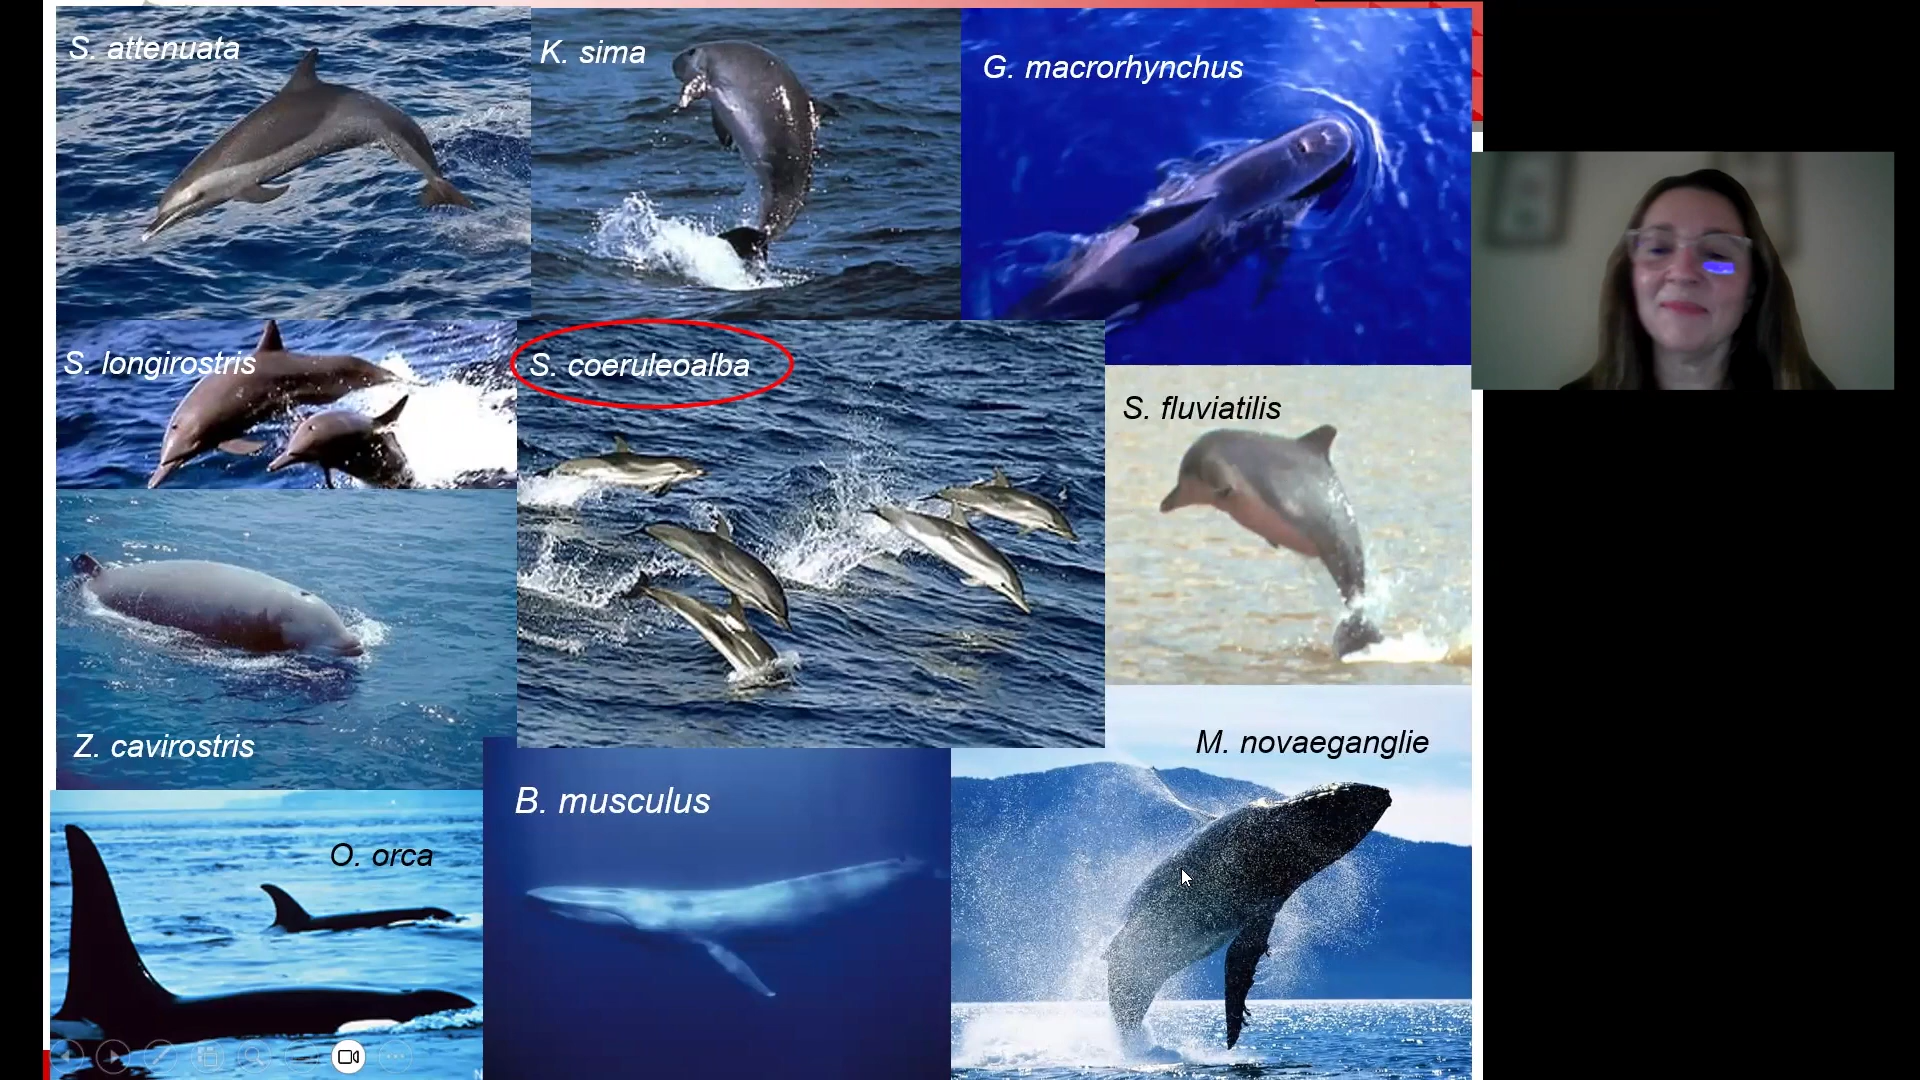 S. attenuata
K. sima
G. macrorhynchus
S. longirostris
S. coeruleoalba
S. fluviatilis
Z. cavirostris
M. novaeganglie
B. musculus
O. orca